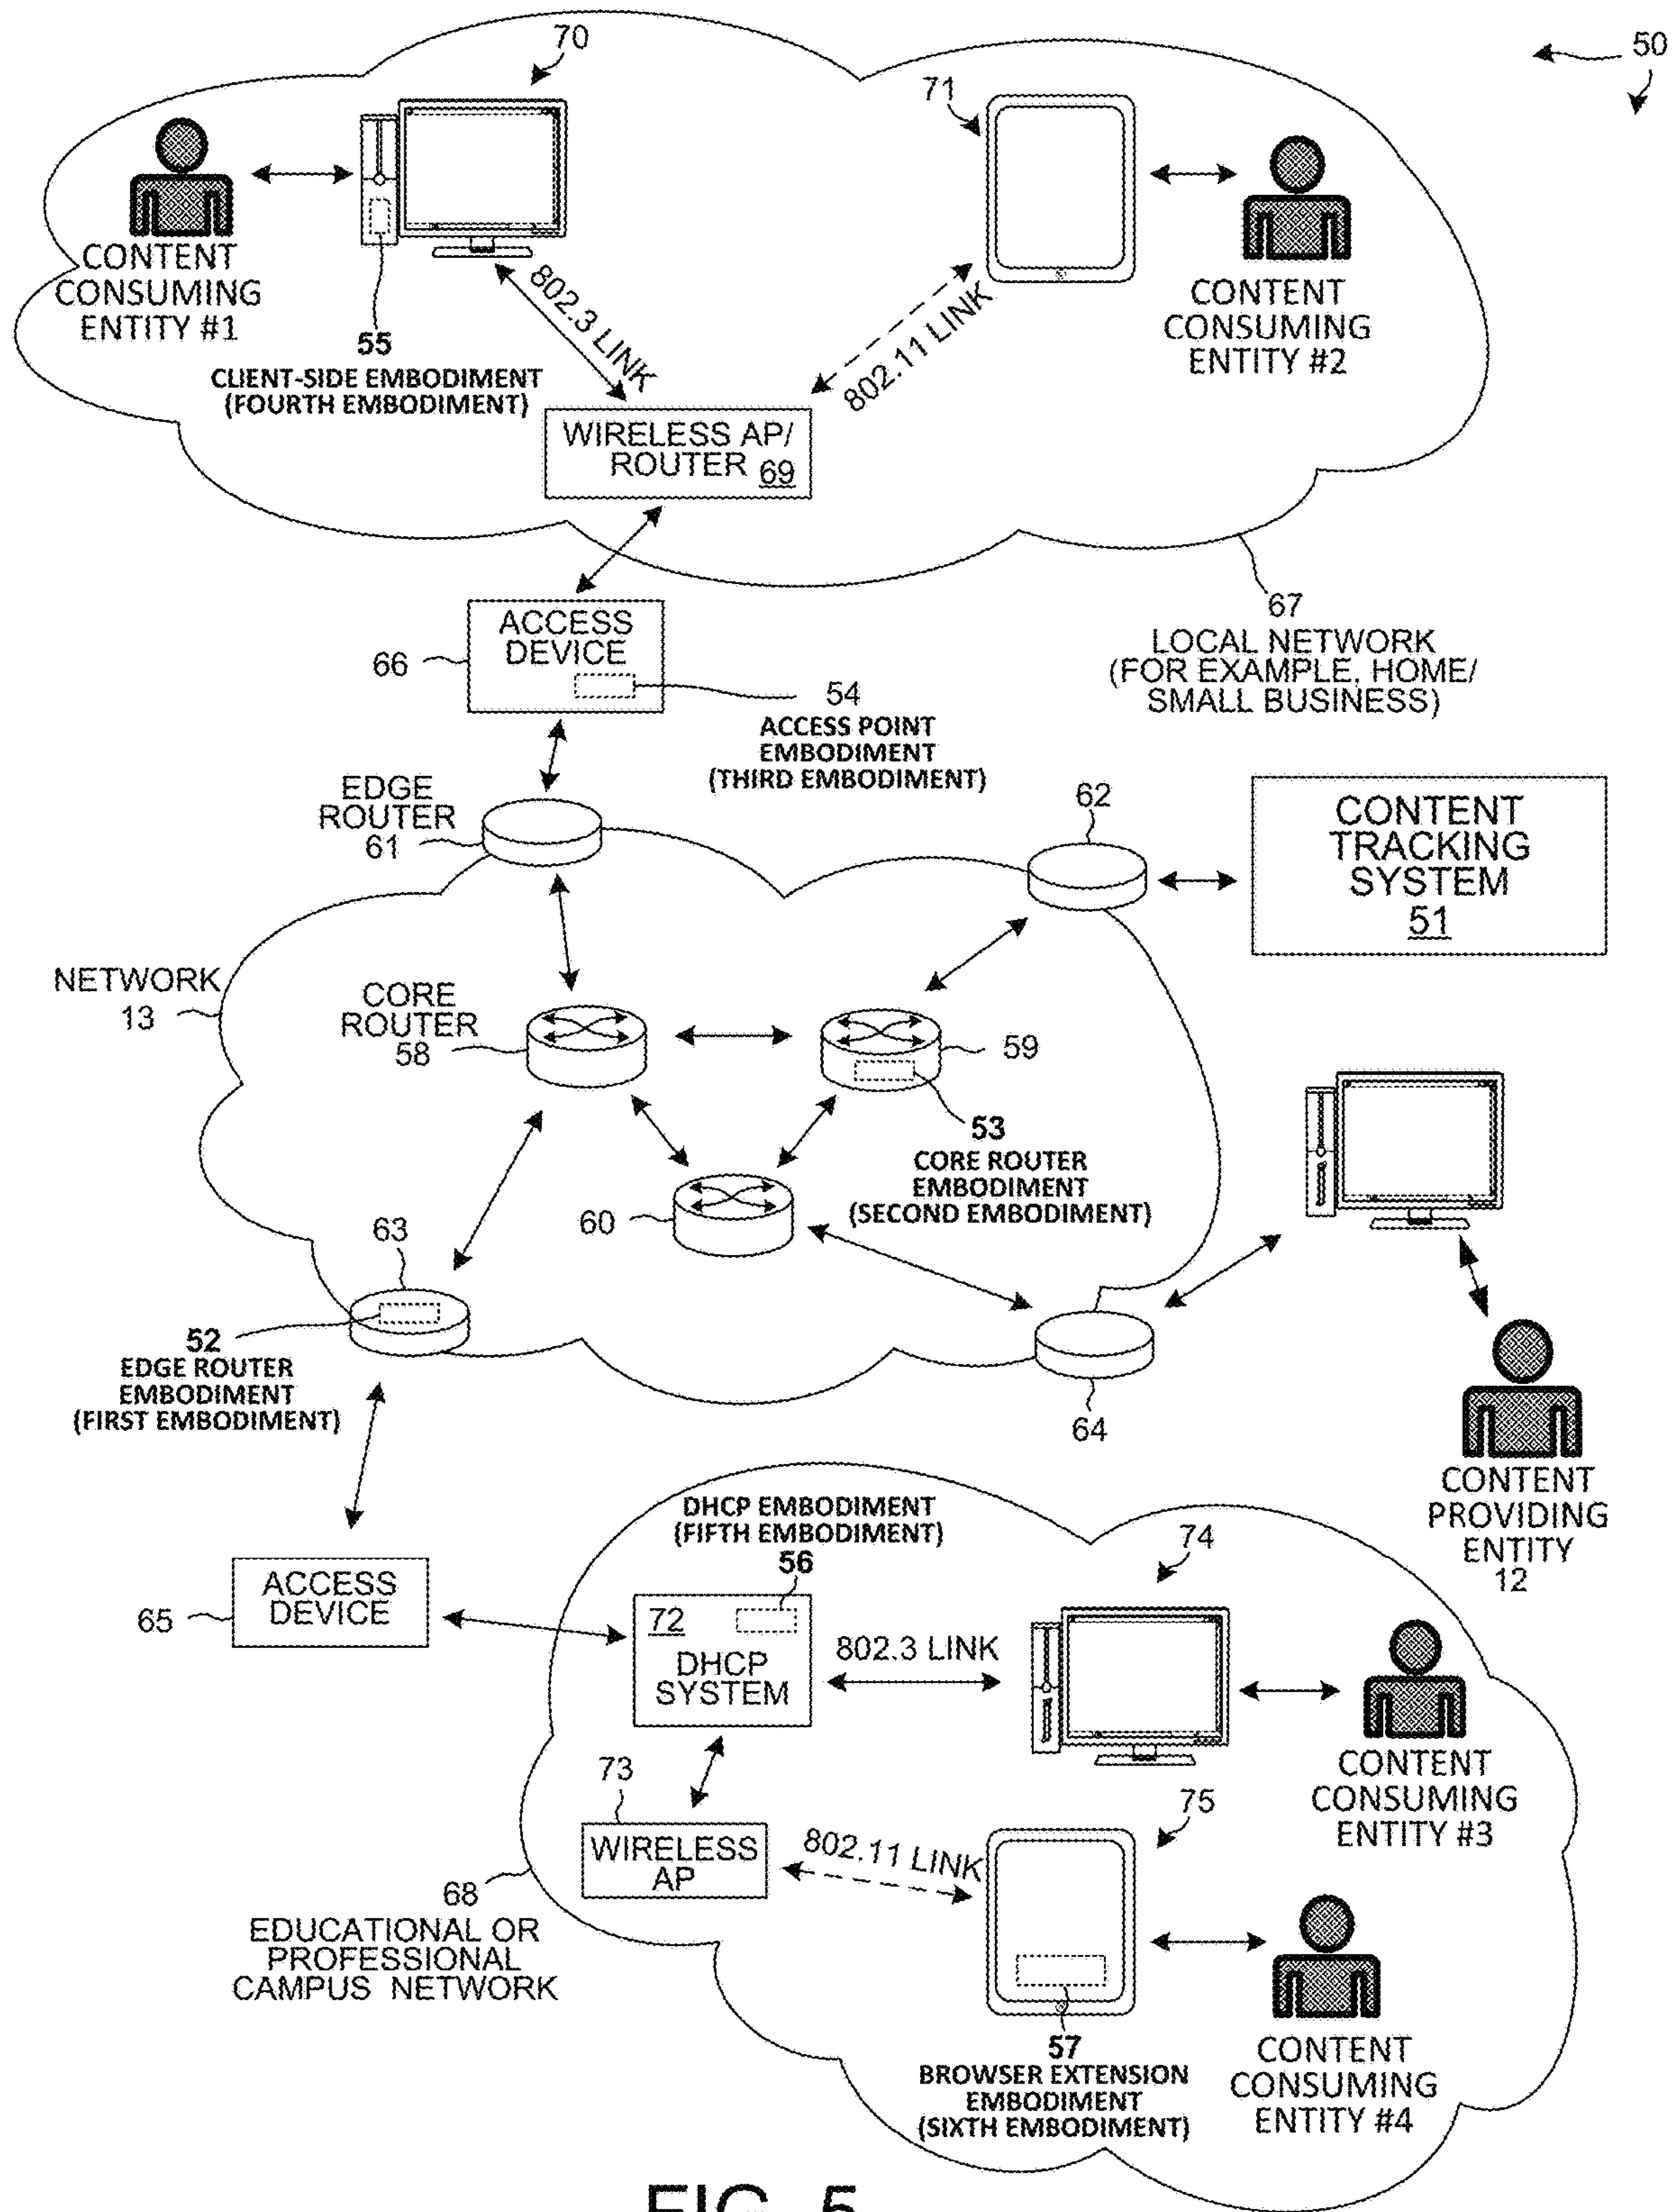 50
70
71
CONTENT
CONSUMING
ENTITY #1
55
CLIENT-SIDE EMBODIMENT
(FOURTH EMBODIMENT)
802.3 LINK
802.11 LINK
CONTENT
CONSUMING
ENTITY #2
WIRELESS AP/
ROUTER 69
67
LOCAL NETWORK
(FOR EXAMPLE, HOME/
SMALL BUSINESS)
ACCESS
DEVICE
66
54
ACCESS POINT
EMBODIMENT
(THIRD EMBODIMENT)
EDGE
ROUTER
61
62
CONTENT
TRACKING
SYSTEM
51
NETWORK
13
CORE
ROUTER
58
59
53
CORE ROUTER
EMBODIMENT
(SECOND EMBODIMENT)
60
63
52
EDGE ROUTER
EMBODIMENT
(FIRST EMBODIMENT)
64
CONTENT
PROVIDING
ENTITY
12
DHCP EMBODIMENT
(FIFTH EMBODIMENT)
56
74
ACCESS
DEVICE
65
72
DHCP
SYSTEM
802.3 LINK
CONTENT
CONSUMING
ENTITY #3
73
WIRELESS
AP
802.11 LINK
75
68
EDUCATIONAL OR
PROFESSIONAL
CAMPUS NETWORK
57
BROWSER EXTENSION
EMBODIMENT
(SIXTH EMBODIMENT)
CONTENT
CONSUMING
ENTITY #4
FIG. 5